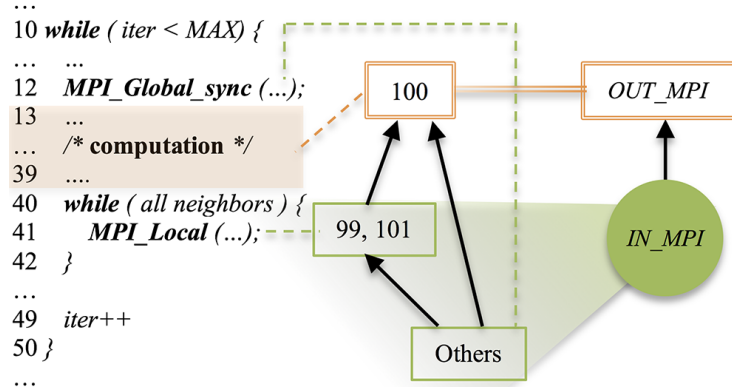 ...
10 while ( iter < MAX) {
... ...
12 MPI_Global_sync (...);
13 ...
... /* computation */
39 ....
40 while ( all neighbors ) {
41 MPI_Local (...);
42 }
...
49 iter++
50 }
...
100
OUT_MPI
99, 101
IN_MPI
Others